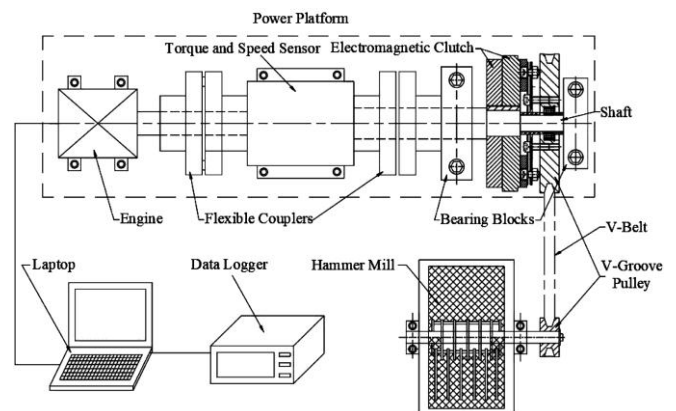 Power Platform
Torque and Speed Sensor
Electromagnetic Clutch
Shaft
Engine
Flexible Couplers
Bearing Blocks
V-Belt
Laptop
Data Logger
Hammer Mill
V-Groove
Pulley